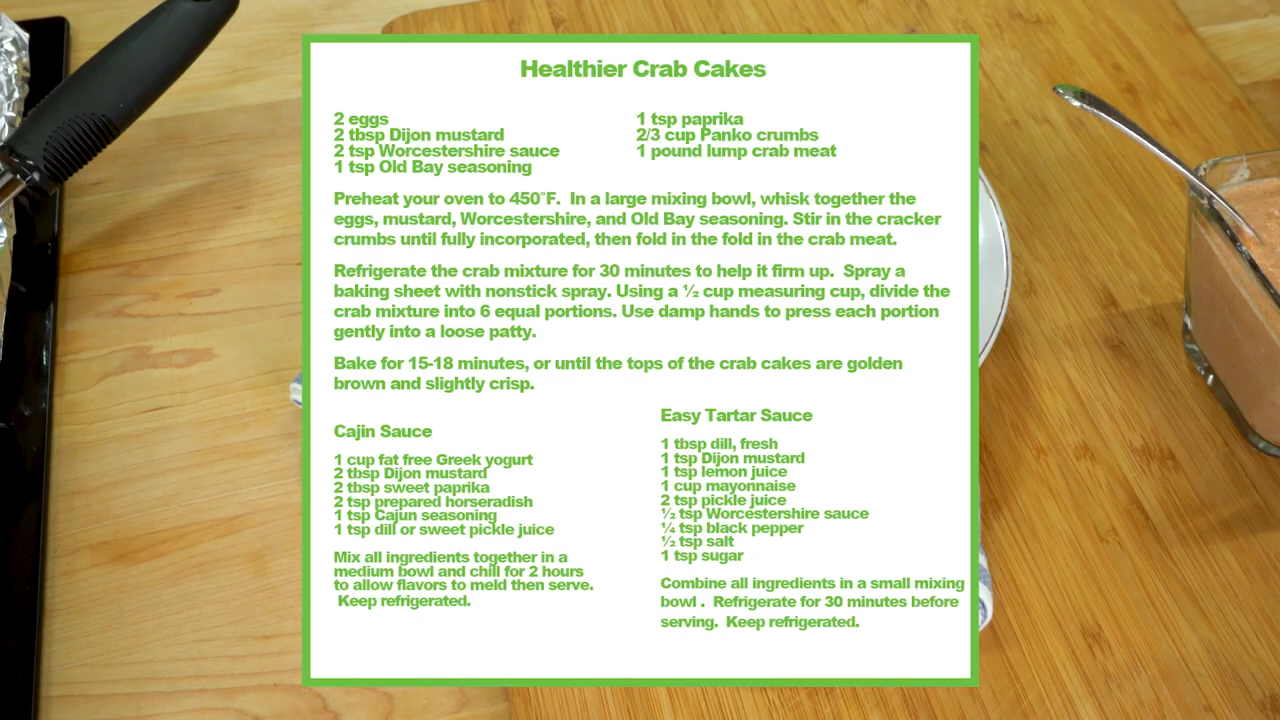 Healthier Crab Cakes
2 eggs
2 tbsp Dijon mustard
2 tsp Worcestershire sauce
1 tsp Old Bay seasoning
1 tsp paprika
2/3 cup Panko crumbs
1 pound lump crab meat
Preheat your oven to 450°F.  In a large mixing bowl, whisk together the
eggs, mustard, Worcestershire, and Old Bay seasoning. Stir in the cracker
crumbs until fully incorporated, then fold in the fold in the crab meat.
Refrigerate the crab mixture for 30 minutes to help it firm up.  Spray a
baking sheet with nonstick spray. Using a ½ cup measuring cup, divide the
crab mixture into 6 equal portions. Use damp hands to press each portion
gently into a loose patty.
Bake for 15-18 minutes, or until the tops of the crab cakes are golden
brown and slightly crisp.
Cajin Sauce
1 cup fat free Greek yogurt
2 tbsp Dijon mustard
2 tbsp sweet paprika
2 tsp prepared horseradish
1 tsp Cajun seasoning
1 tsp dill or sweet pickle juice
Mix all ingredients together in a
medium bowl and chill for 2 hours
to allow flavors to meld then serve.
Keep refrigerated.
Easy Tartar Sauce
1 tbsp dill, fresh
1 tsp Dijon mustard
1 tsp lemon juice
1 cup mayonnaise
2 tsp pickle juice
½ tsp Worcestershire sauce
¼ tsp black pepper
½ tsp salt
1 tsp sugar
Combine all ingredients in a small mixing
bowl .  Refrigerate for 30 minutes before
serving.  Keep refrigerated.